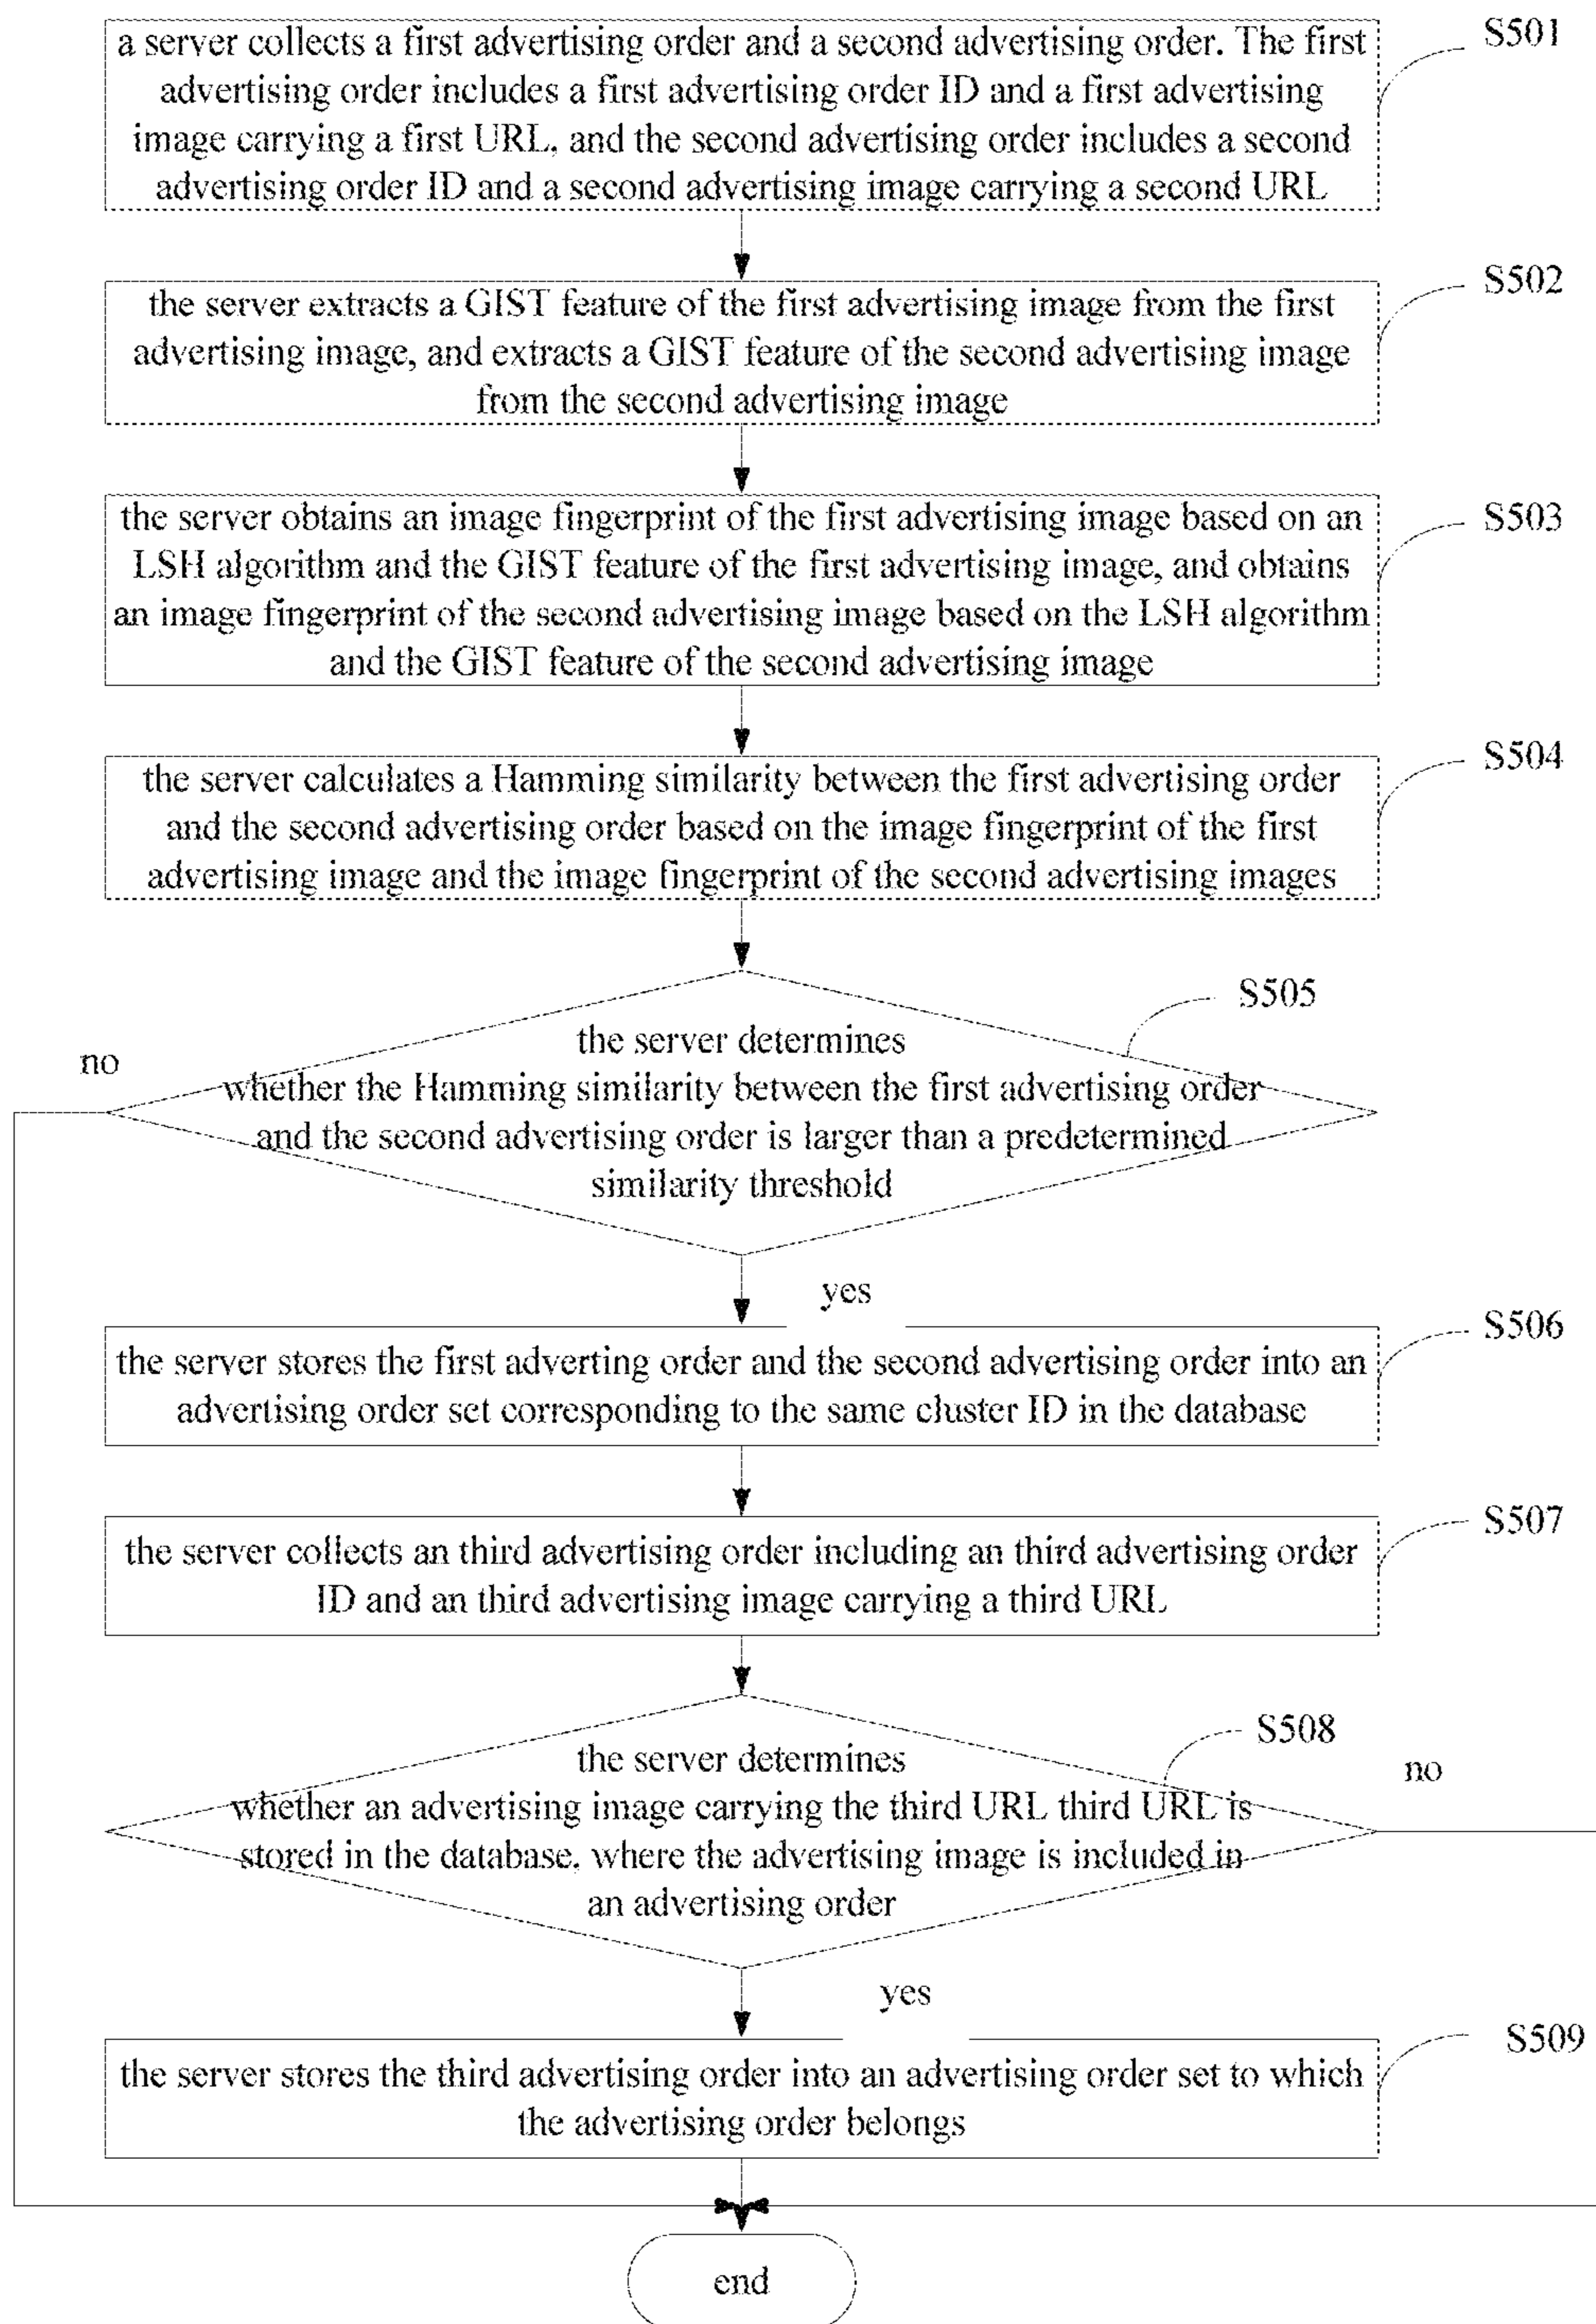 a server collects a first advertising order and a second advertising order. The first
advertising order includes a first advertising order ID and a first advertising
image carrying a first URL, and the second advertising order includes a second
advertising order ID and a second advertising image carrying a second URL
S501
the server extracts a GIST feature of the first advertising image from the first
advertising image, and extracts a GIST feature of the second advertising image
from the second advertising image
S502
the server obtains an image fingerprint of the first advertising image based on an
LSH algorithm and the GIST feature of the first advertising image, and obtains
an image fingerprint of the second advertising image based on the LSH algorithm
and the GIST feature of the second advertising image
S503
the server calculates a Hamming similarity between the first advertising order
and the second advertising order based on the image fingerprint of the first
advertising image and the image fingerprint of the second advertising images
S504
S505
no
the server determines
whether the Hamming similarity between the first advertising order
and the second advertising order is larger than a predetermined
similarity threshold
yes
the server stores the first adverting order and the second advertising order into an
advertising order set corresponding to the same cluster ID in the database
S506
the server collects an third advertising order including an third advertising order
ID and an third advertising image carrying a third URL
S507
S508
no
the server determines
whether an advertising image carrying the third URL third URL is
stored in the database, where the advertising image is included in
an advertising order
yes
the server stores the third advertising order into an advertising order set to which
the advertising order belongs
S509
end